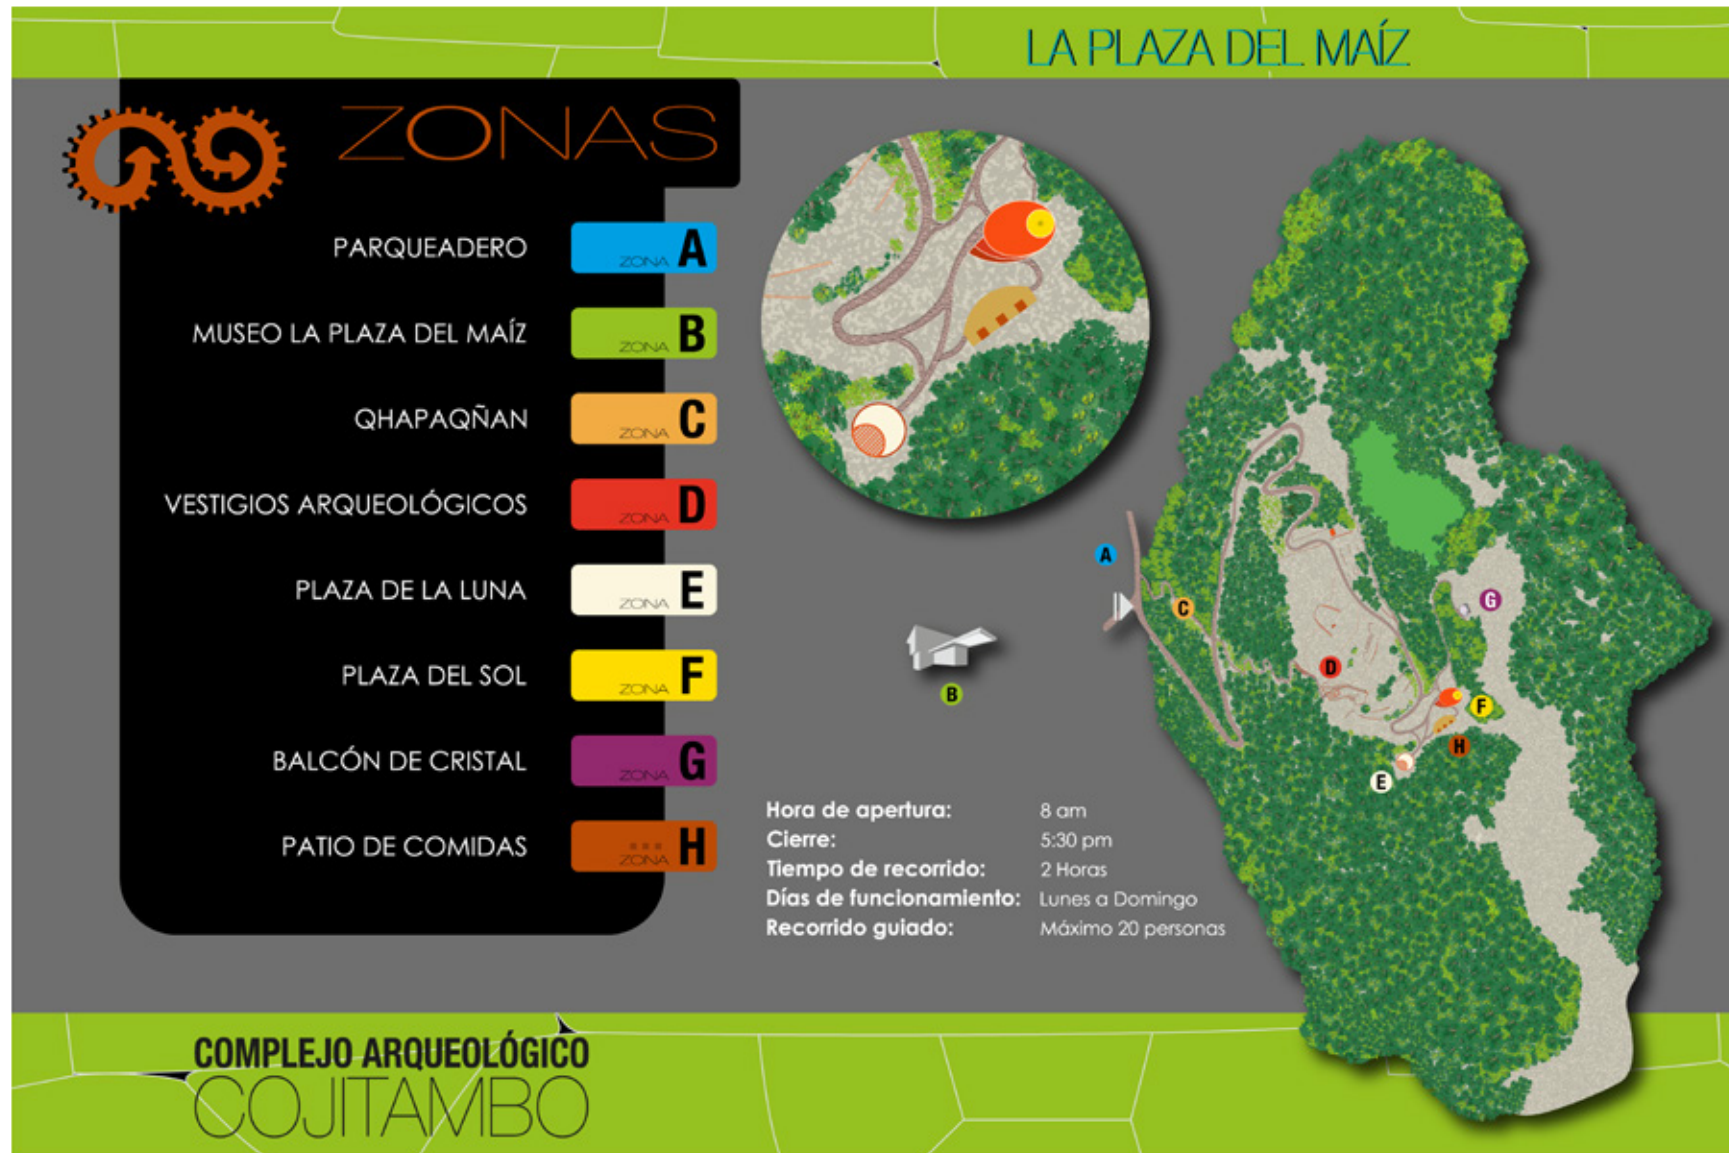 LA PLAZA DEL MAÍZ
ZONAS
PARQUEADERO ZONA A
MUSEO LA PLAZA DEL MAÍZ ZONA B
QHAPAQÑAN ZONA C
VESTIGIOS ARQUEOLÓGICOS ZONA D
PLAZA DE LA LUNA ZONA E
PLAZA DEL SOL ZONA F
BALCÓN DE CRISTAL ZONA G
PATIO DE COMIDAS ZONA H
A
C
G
D
B
F
H
E
Hora de apertura: 8 am
Cierre: 5:30 pm
Tiempo de recorrido: 2 Horas
Días de funcionamiento: Lunes a Domingo
Recorrido guiado: Máximo 20 personas
COMPLEJO ARQUEOLÓGICO
COJITAMBO